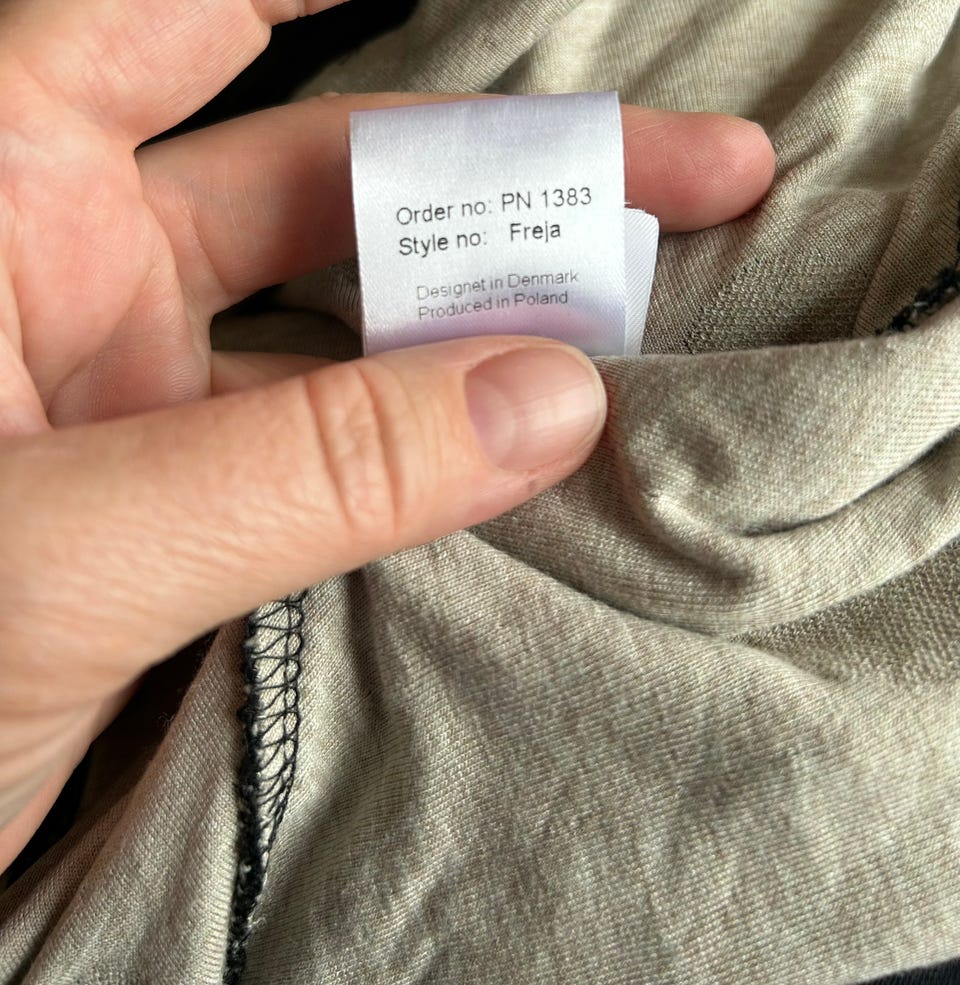 Order no: PN 1383
Style no: Freja
Designet in Denmark
Produced in Poland